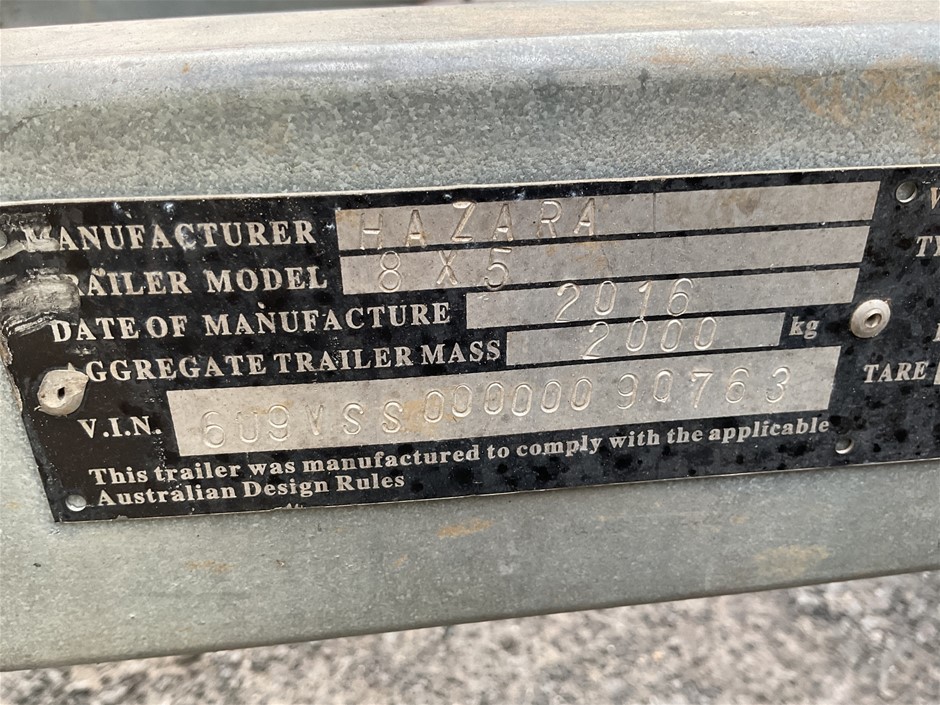 MANUFACTURER HAZARA
TRAILER MODEL 8 X 5
DATE OF MANUFACTURE 2016
AGGREGATE TRAILER MASS 2000 kg
TARE
V.I.N. 6U9VSS00000090763
This trailer was manufactured to comply with the applicable
Australian Design Rules